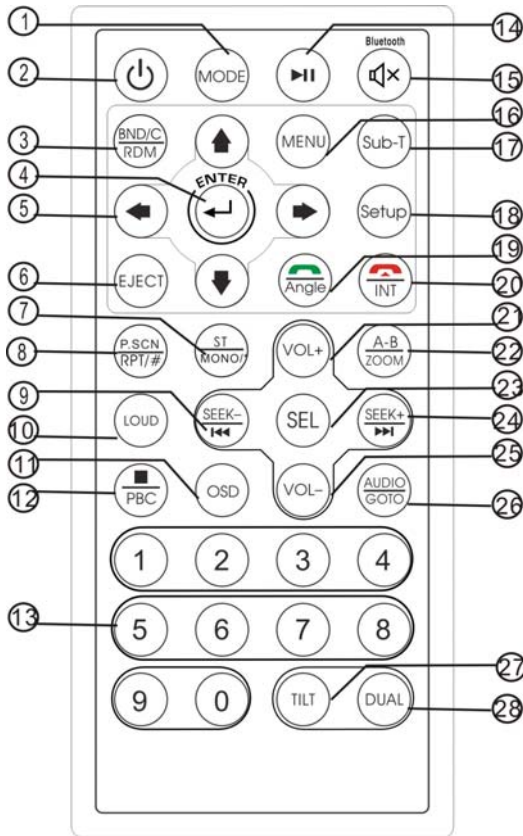 1
14
Bluetooth
2
MODE
15
3
BND/C
RDM
MENU
Sub-T
16
17
4
ENTER
5
Setup
18
6
EJECT
Angle
INT
19
20
7
8
P.SCN
RPT/#
ST
MONO/*
VOL+
A-B
ZOOM
21
22
9
SEEK-
SEL
SEEK+
23
24
10
LOUD
11
12
PBC
OSD
VOL-
AUDIO
GOTO
25
26
1 2 3 4
13
5 6 7 8
9 0
TILT
DUAL
27
28